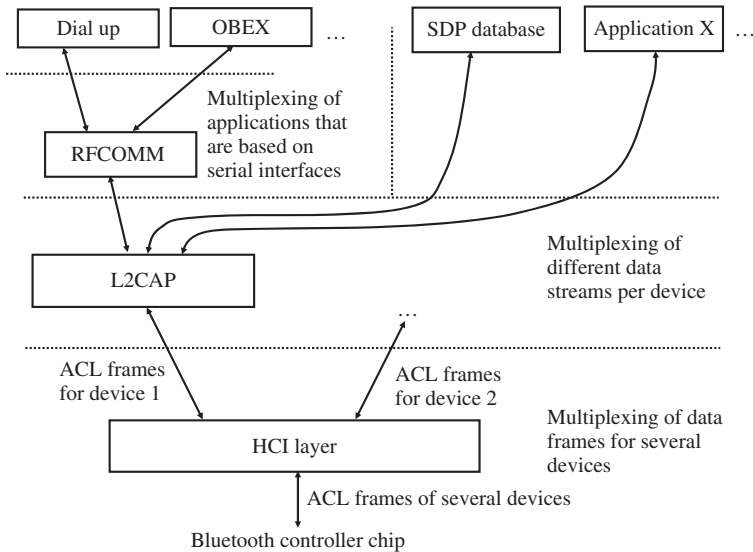 Dial up
OBEX
...
SDP database
Application X
...
Multiplexing of
applications that
are based on
serial interfaces
RFCOMM
L2CAP
Multiplexing of
different data
streams per device
...
ACL frames
for device 1
ACL frames
for device 2
HCI layer
Multiplexing of data
frames for several
devices
ACL frames of several devices
Bluetooth controller chip